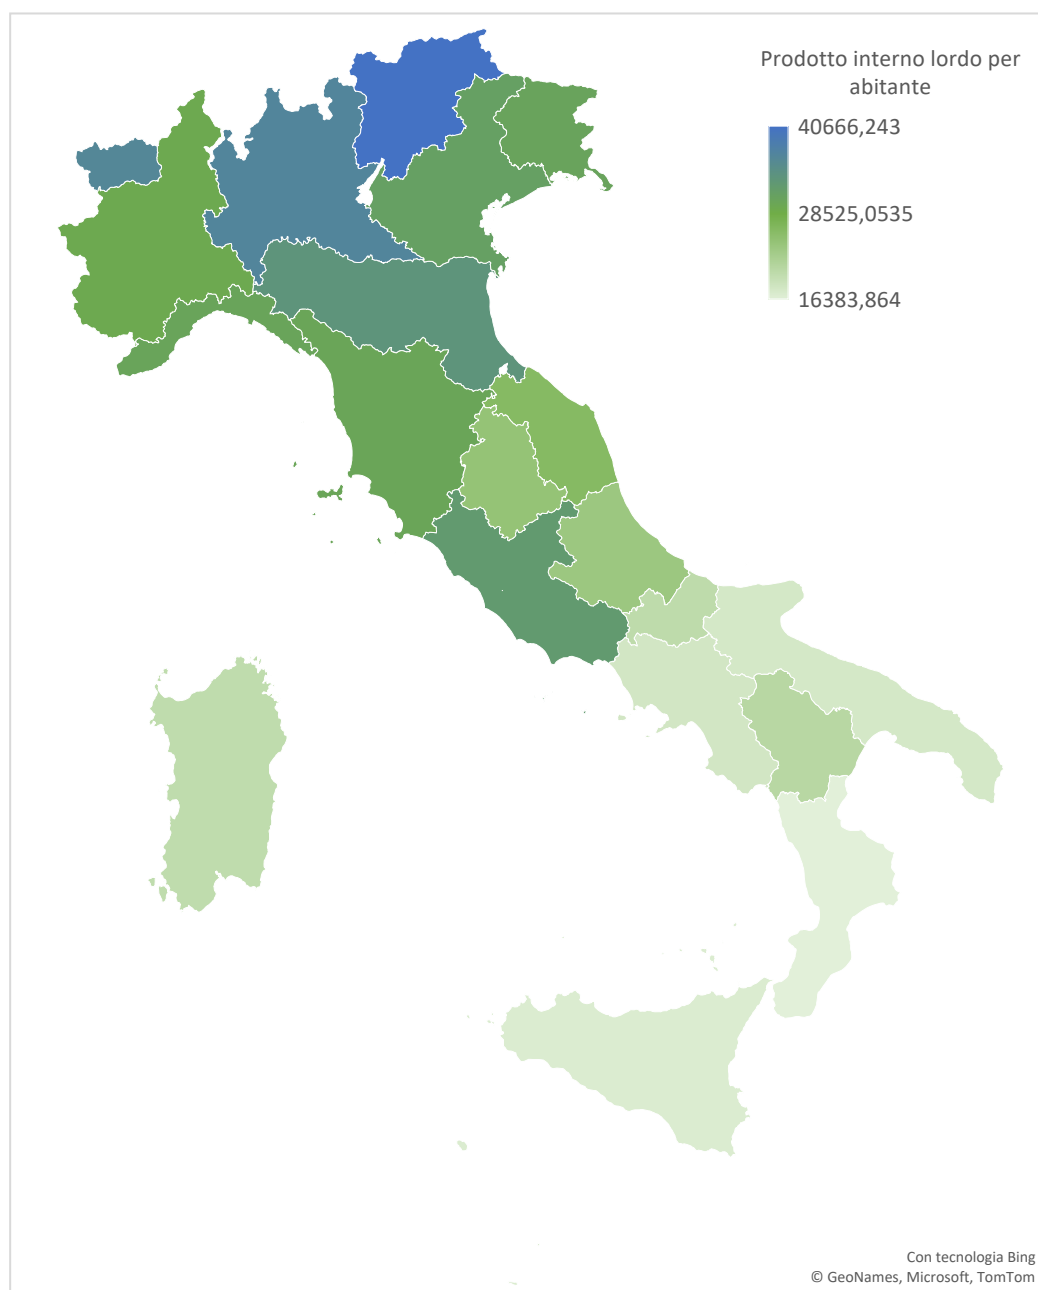 Prodotto interno lordo per
abitante
40666,243
28525,0535
16383,864
Con tecnologia Bing
© GeoNames, Microsoft, TomTom